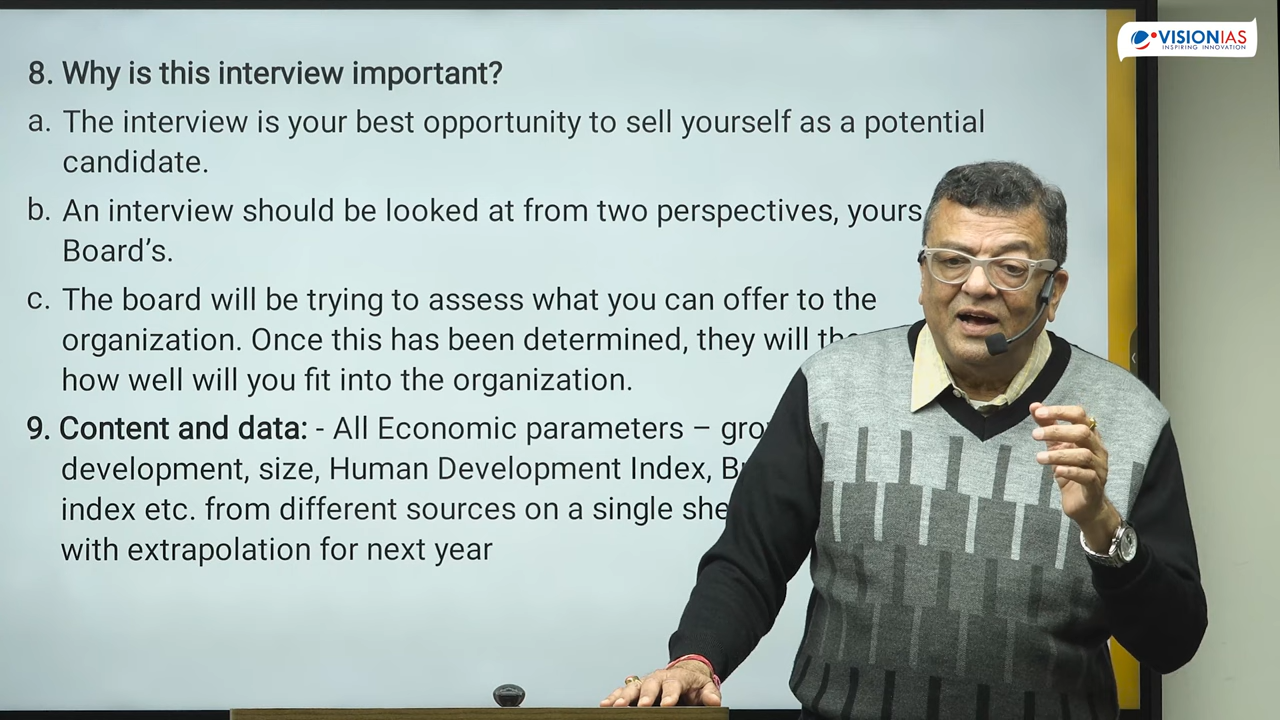 VISIONIAS
INSPIRING INNOVATION
8. Why is this interview important?
a. The interview is your best opportunity to sell yourself as a potential
candidate.
b. An interview should be looked at from two perspectives, yours
Board's.
c. The board will be trying to assess what you can offer to the
organization. Once this has been determined, they will
how well will you fit into the organization.
9. Content and data: - All Economic parameters –
development, size, Human Development Index,
index etc. from different sources on a single
with extrapolation for next year